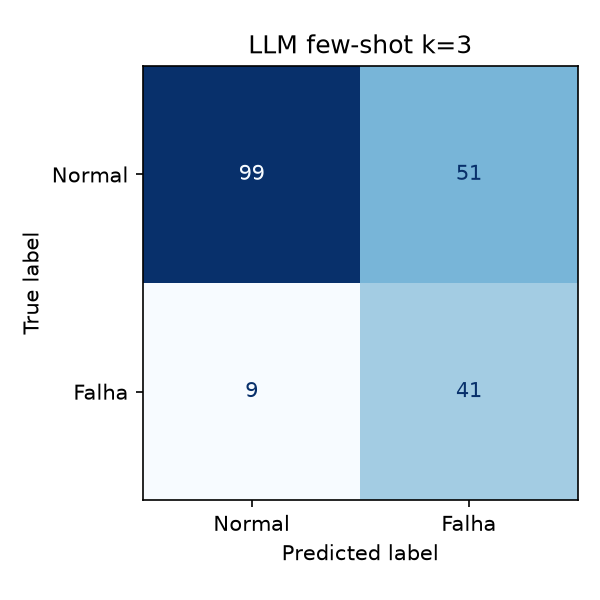 LLM few-shot k=3
True label
Normal
99
51
Falha
9
41
Normal
Falha
Predicted label